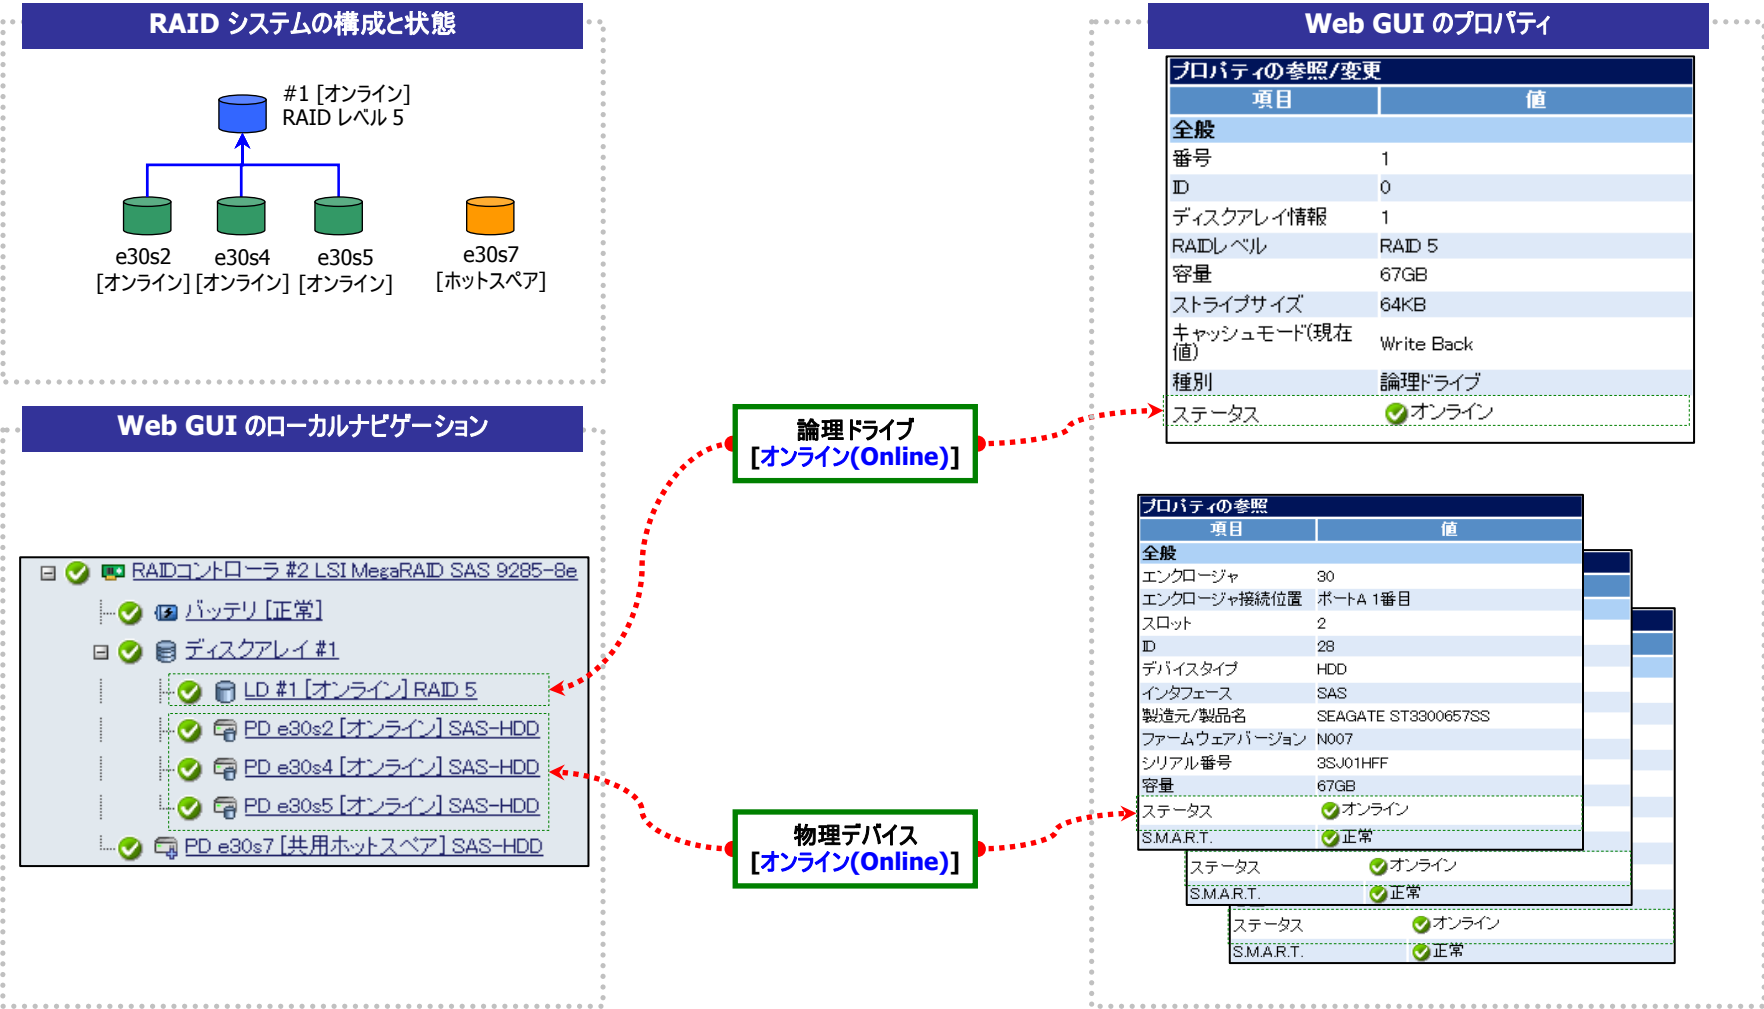 RAID システムの構成と状態
#1 [オンライン]
RAID レベル 5
e30s2
[オンライン]
e30s4
[オンライン]
e30s5
[オンライン]
e30s7
[ホットスペア]
Web GUI のローカルナビゲーション
RAIDコントローラ #2 LSI MegaRAID SAS 9285-8e
バッテリ [正常]
ディスクアレイ #1
LD #1 [オンライン] RAID 5
PD e30s2 [オンライン] SAS-HDD
PD e30s4 [オンライン] SAS-HDD
PD e30s5 [オンライン] SAS-HDD
PD e30s7 [共用ホットスペア] SAS-HDD
論理ドライブ
[オンライン(Online)]
物理デバイス
[オンライン(Online)]
Web GUI のプロパティ
プロパティの参照/変更
項目 値
全般
番号 1
ID 0
ディスクアレイ情報 1
RAIDレベル RAID 5
容量 67GB
ストライプサイズ 64KB
キャッシュモード(現在
値) Write Back
種別 論理ドライブ
ステータス オンライン
プロパティの参照
項目 値
全般
エンクロージャ 30
エンクロージャ接続位置 ポートA 1番目
スロット 2
ID 28
デバイスタイプ HDD
インタフェース SAS
製造元/製品名 SEAGATE ST3300657SS
ファームウェアバージョン N007
シリアル番号 3SJ01HFF
容量 67GB
ステータス オンライン
S.M.A.R.T. 正常
ステータス オンライン
S.M.A.R.T. 正常
ステータス オンライン
S.M.A.R.T. 正常